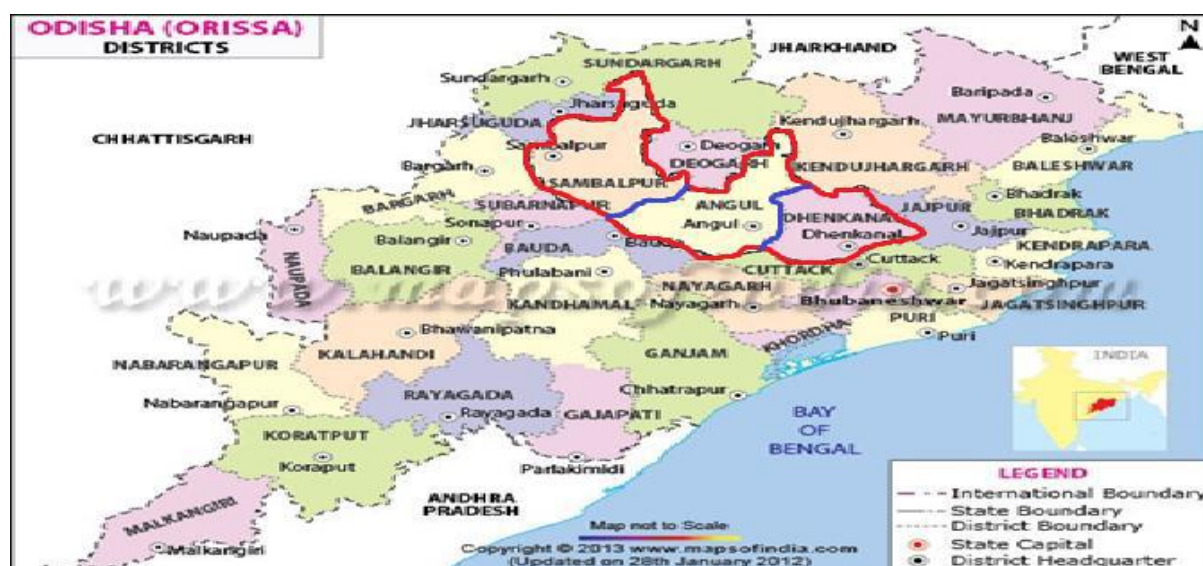 ODISHA (ORISSA)
DISTRICTS
N
JHARKHAND
WEST
BENGAL
SUNDARGARH
Sundargarh
Baripada
MAYURBHANJ
Jharsuguda
JHARSUGUDA
Kendujhargarh
CHHATTISGARH
Baleshwar
Sambalpur
Deogarh
DEOGARH
KENDUJHARGARH
BALESHWAR
Bargarh
SAMBALPUR
Bhadrak
BARGARH
SUBARNAPUR
ANGUL
JAJPUR
BHADRAK
Naupada
Sonapur
Angul
DHENKANAL
Jajpur
Balangir
BAUDA
Bauda
Dhenkanal
KENDRAPARA
NAUPADA
BALANGIR
Phulabani
CUTTACK
Cuttack
Kendrapara
www.mapsofindia.com
NAYAGARH
Jagatsinghpur
KANDHAMAL
Nayagarh
Bhubaneshwar
JAGATSINGHPUR
Bhawanipatna
PURI
KHORDHA
Puri
KALAHANDI
GANJAM
NABARANGAPUR
INDIA
RAYAGADA
Chhatrapur
Nabarangapur
Rayagada
GAJAPATI
BAY
OF
BENGAL
KORATPUT
Koraput
Parlakimidi
LEGEND
ANDHRA
PRADESH
International Boundary
MALKANGIRI
State Boundary
Map not to Scale
District Boundary
Malkangiri
Copyright © 2013 www.mapsofindia.com
State Capital
(Updated on 28th January 2012)
District Headquarter